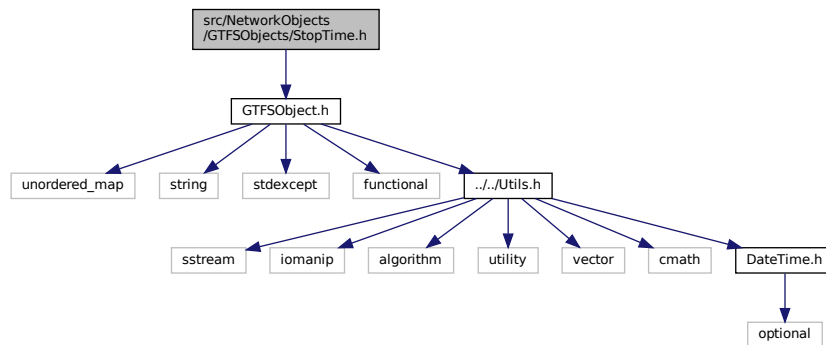 src/NetworkObjects
/GTFSObjects/StopTime.h
GTFSObject.h
unordered_map
string
stdexcept
functional
../../Utils.h
sstream
iomanip
algorithm
utility
vector
cmath
DateTime.h
optional